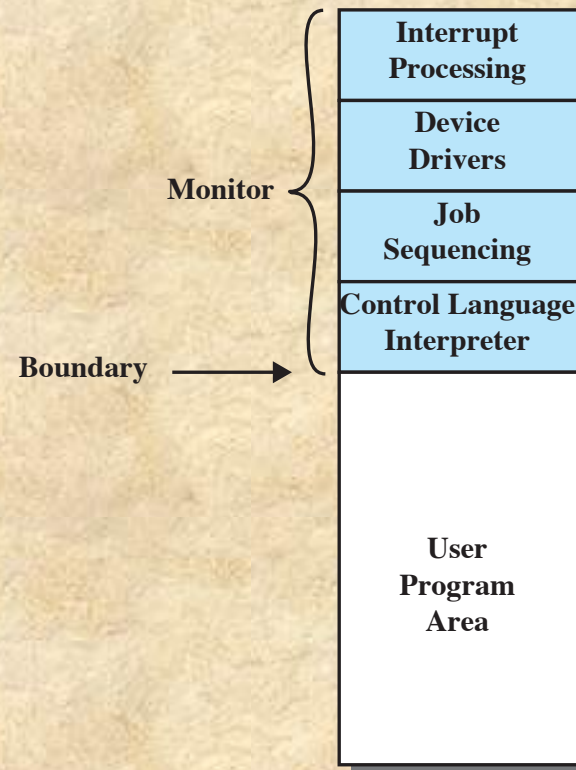 Interrupt
Processing
Device
Drivers
Monitor
Job
Sequencing
Control Language
Interpreter
Boundary
User
Program
Area